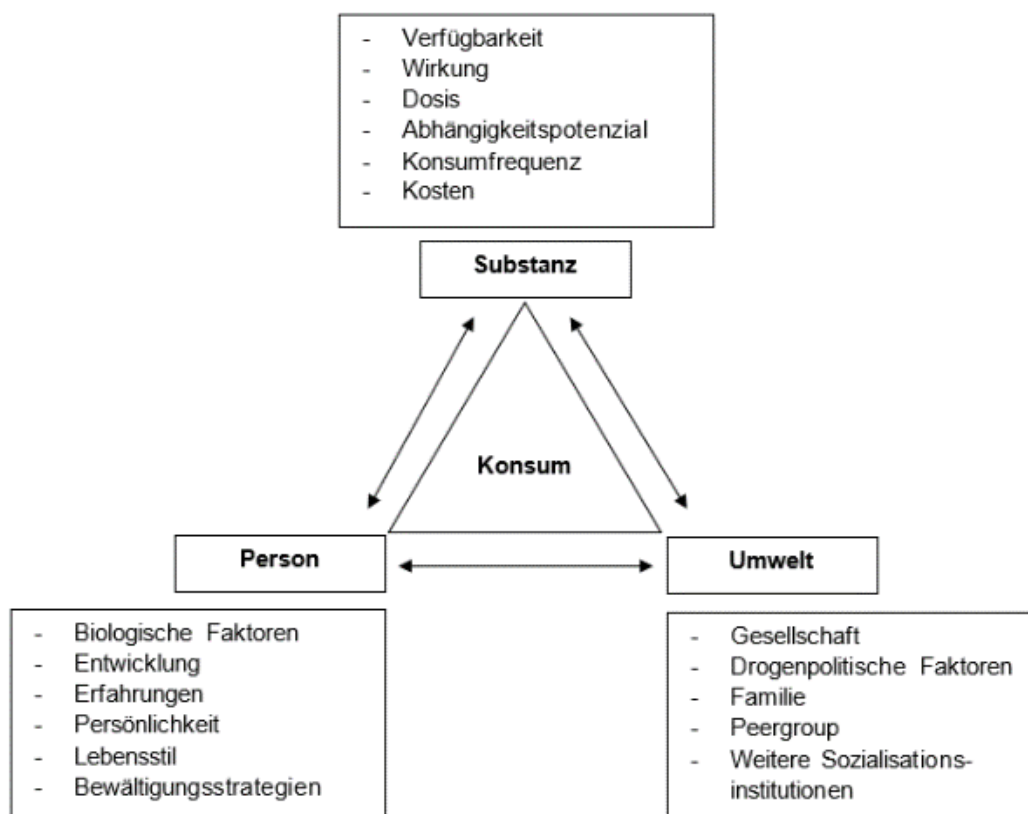 - Verfügbarkeit
- Wirkung
- Dosis
- Abhängigkeitspotenzial
- Konsumfrequenz
- Kosten
Substanz
Konsum
Person
Umwelt
- Biologische Faktoren
- Entwicklung
- Erfahrungen
- Persönlichkeit
- Lebensstil
- Bewältigungsstrategien
- Gesellschaft
- Drogenpolitische Faktoren
- Familie
- Peergroup
- Weitere Sozialisations-
institutionen